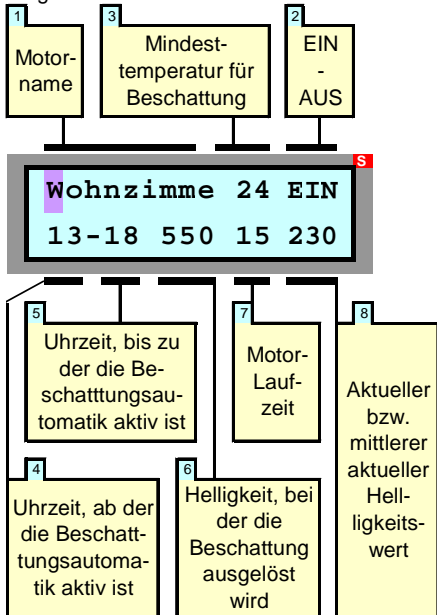 1
Motor-
name
3
Mindest-
temperatur für
Beschattung
2
EIN
-
AUS
S
Wohnzimme 24 EIN
13-18 550 15 230
5
Uhrzeit, bis zu
der die Be-
schatttungsau-
tomatik aktiv ist
7
Motor-
Lauf-
zeit
8
Aktueller
bzw.
mittlerer
aktueller
Hell-
ligkeits-
wert
4
Uhrzeit, ab der
die Beschatt-
tungsautoma-
tik aktiv ist
6
Helligkeit, bei
der die
Beschattung
ausgelöst
wird